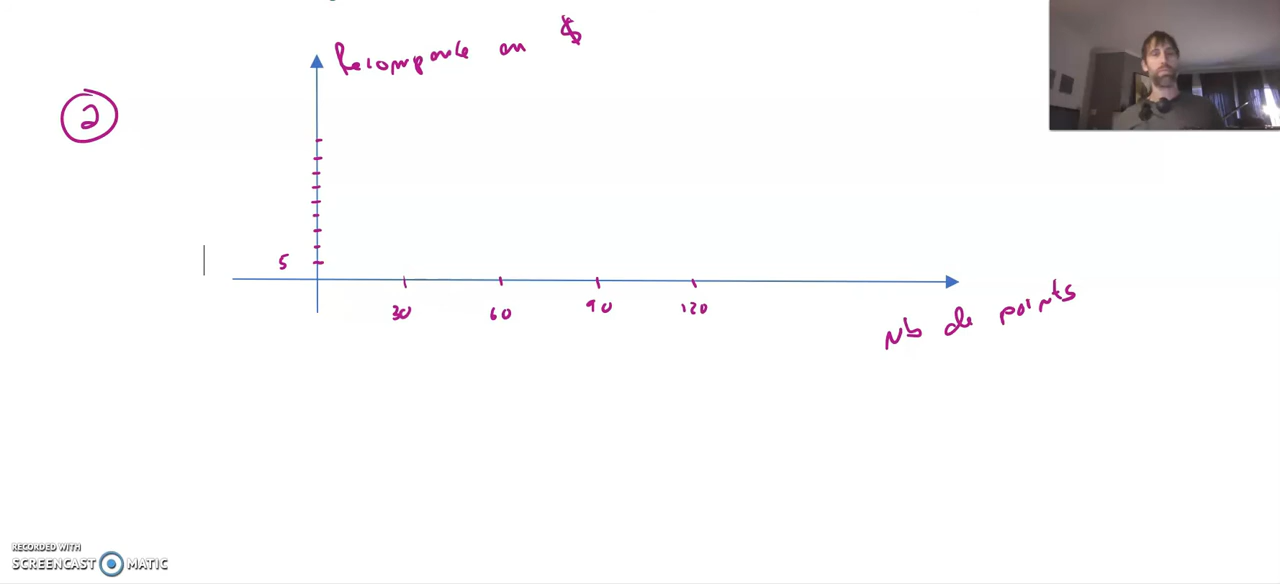 Récompense en $
2
5
30 60 90 120
Nb de points
RECORDED WITH
SCREENCAST MATIC